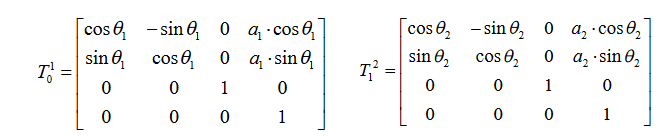 T_0^1 = [ cos θ_1  −sin θ_1  0  a_1·cos θ_1
sin θ_1  cos θ_1  0  a_1·sin θ_1
0  0  1  0
0  0  0  1 ]
T_1^2 = [ cos θ_2  −sin θ_2  0  a_2·cos θ_2
sin θ_2  cos θ_2  0  a_2·sin θ_2
0  0  1  0
0  0  0  1 ]